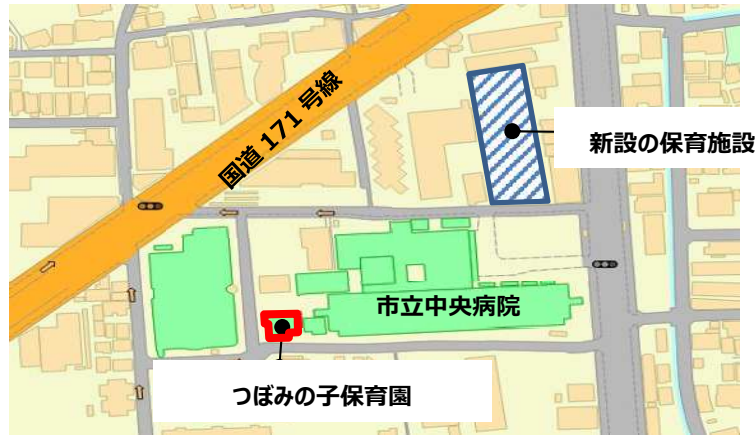 国道 171 号線
新設の保育施設
市立中央病院
つぼみの子保育園